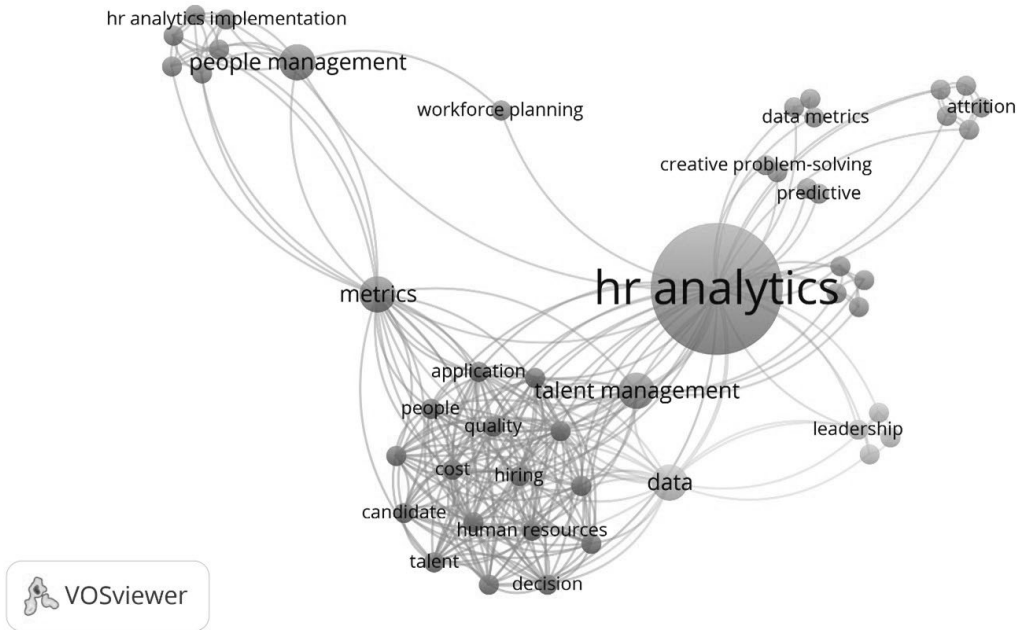 hr analytics implementation
people management
workforce planning
data metrics
attrition
creative problem-solving
predictive
hr analytics
metrics
application
talent management
people
quality
leadership
cost
hiring
data
candidate
human resources
talent
decision
VOSviewer